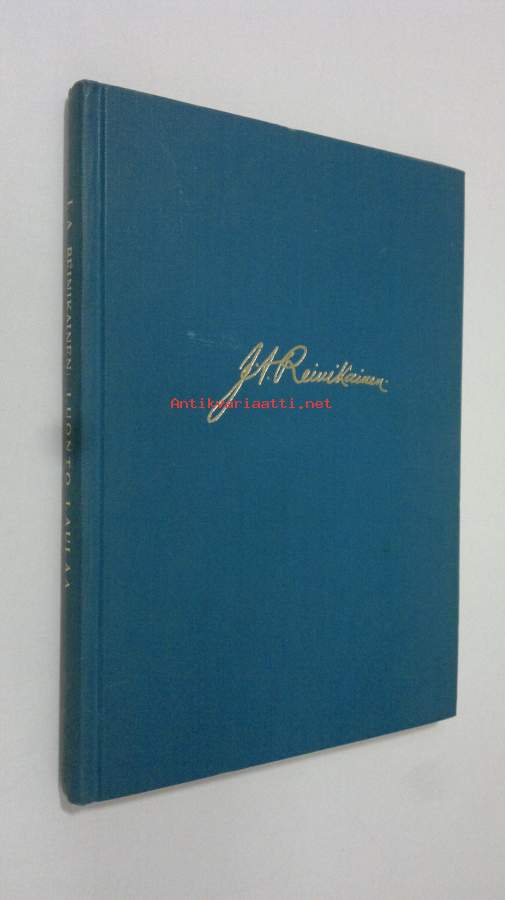 J.A. REINIKAINEN: LUONTO LAULAA
J.A. Reinikainen.
Antikvariaatti.net